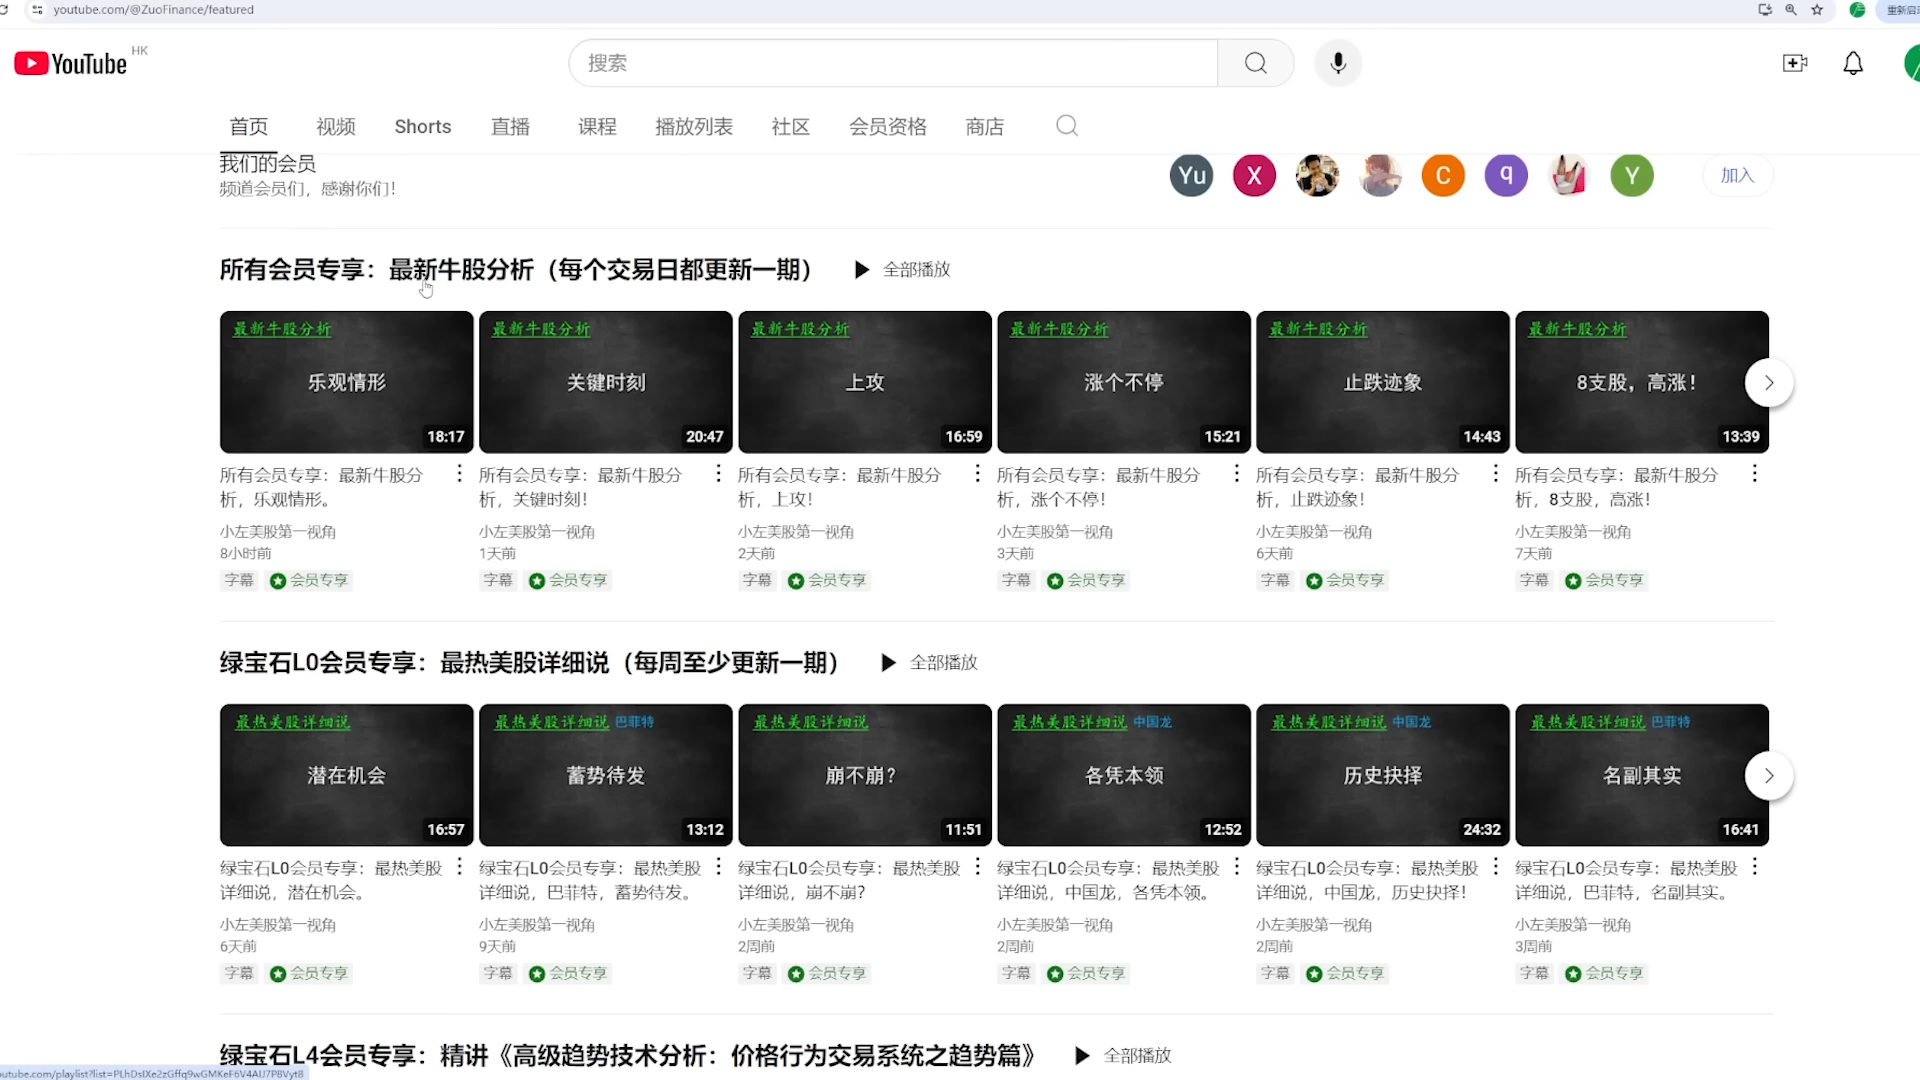 youtube.com/@ZuoFinance/featured
重新启
YouTube HK
搜索
首页 视频 Shorts 直播 课程 播放列表 社区 会员资格 商店
我们的会员
频道会员们，感谢你们！
Yu X C q Y 加入
所有会员专享：最新牛股分析（每个交易日都更新一期） 全部播放
最新牛股分析 最新牛股分析 最新牛股分析 最新牛股分析 最新牛股分析 最新牛股分析
乐观情形 关键时刻 上攻 涨个不停 止跌迹象 8支股，高涨！
18:17 20:47 16:59 15:21 14:43 13:39
所有会员专享：最新牛股分 所有会员专享：最新牛股分 所有会员专享：最新牛股分 所有会员专享：最新牛股分 所有会员专享：最新牛股分 所有会员专享：最新牛股分
析，乐观情形。 析，关键时刻！ 析，上攻！ 析，涨个不停！ 析，止跌迹象！ 析，8支股，高涨！
小左美股第一视角 小左美股第一视角 小左美股第一视角 小左美股第一视角 小左美股第一视角 小左美股第一视角
8小时前 1天前 2天前 3天前 6天前 7天前
字幕 会员专享 字幕 会员专享 字幕 会员专享 字幕 会员专享 字幕 会员专享 字幕 会员专享
绿宝石L0会员专享：最热美股详细说（每周至少更新一期） 全部播放
最热美股详细说 最热美股详细说 巴菲特 最热美股详细说 最热美股详细说 中国龙 最热美股详细说 中国龙 最热美股详细说 巴菲特
潜在机会 蓄势待发 崩不崩？ 各凭本领 历史抉择 名副其实
16:57 13:12 11:51 12:52 24:32 16:41
绿宝石L0会员专享：最热美股 绿宝石L0会员专享：最热美股 绿宝石L0会员专享：最热美股 绿宝石L0会员专享：最热美股 绿宝石L0会员专享：最热美股 绿宝石L0会员专享：最热美股
详细说，潜在机会。 详细说，巴菲特，蓄势待发。 详细说，崩不崩？ 详细说，中国龙，各凭本领。 详细说，中国龙，历史抉择！ 详细说，巴菲特，名副其实。
小左美股第一视角 小左美股第一视角 小左美股第一视角 小左美股第一视角 小左美股第一视角 小左美股第一视角
6天前 9天前 2周前 2周前 2周前 3周前
字幕 会员专享 字幕 会员专享 字幕 会员专享 字幕 会员专享 字幕 会员专享 字幕 会员专享
绿宝石L4会员专享：精讲《高级趋势技术分析：价格行为交易系统之趋势篇》 全部播放